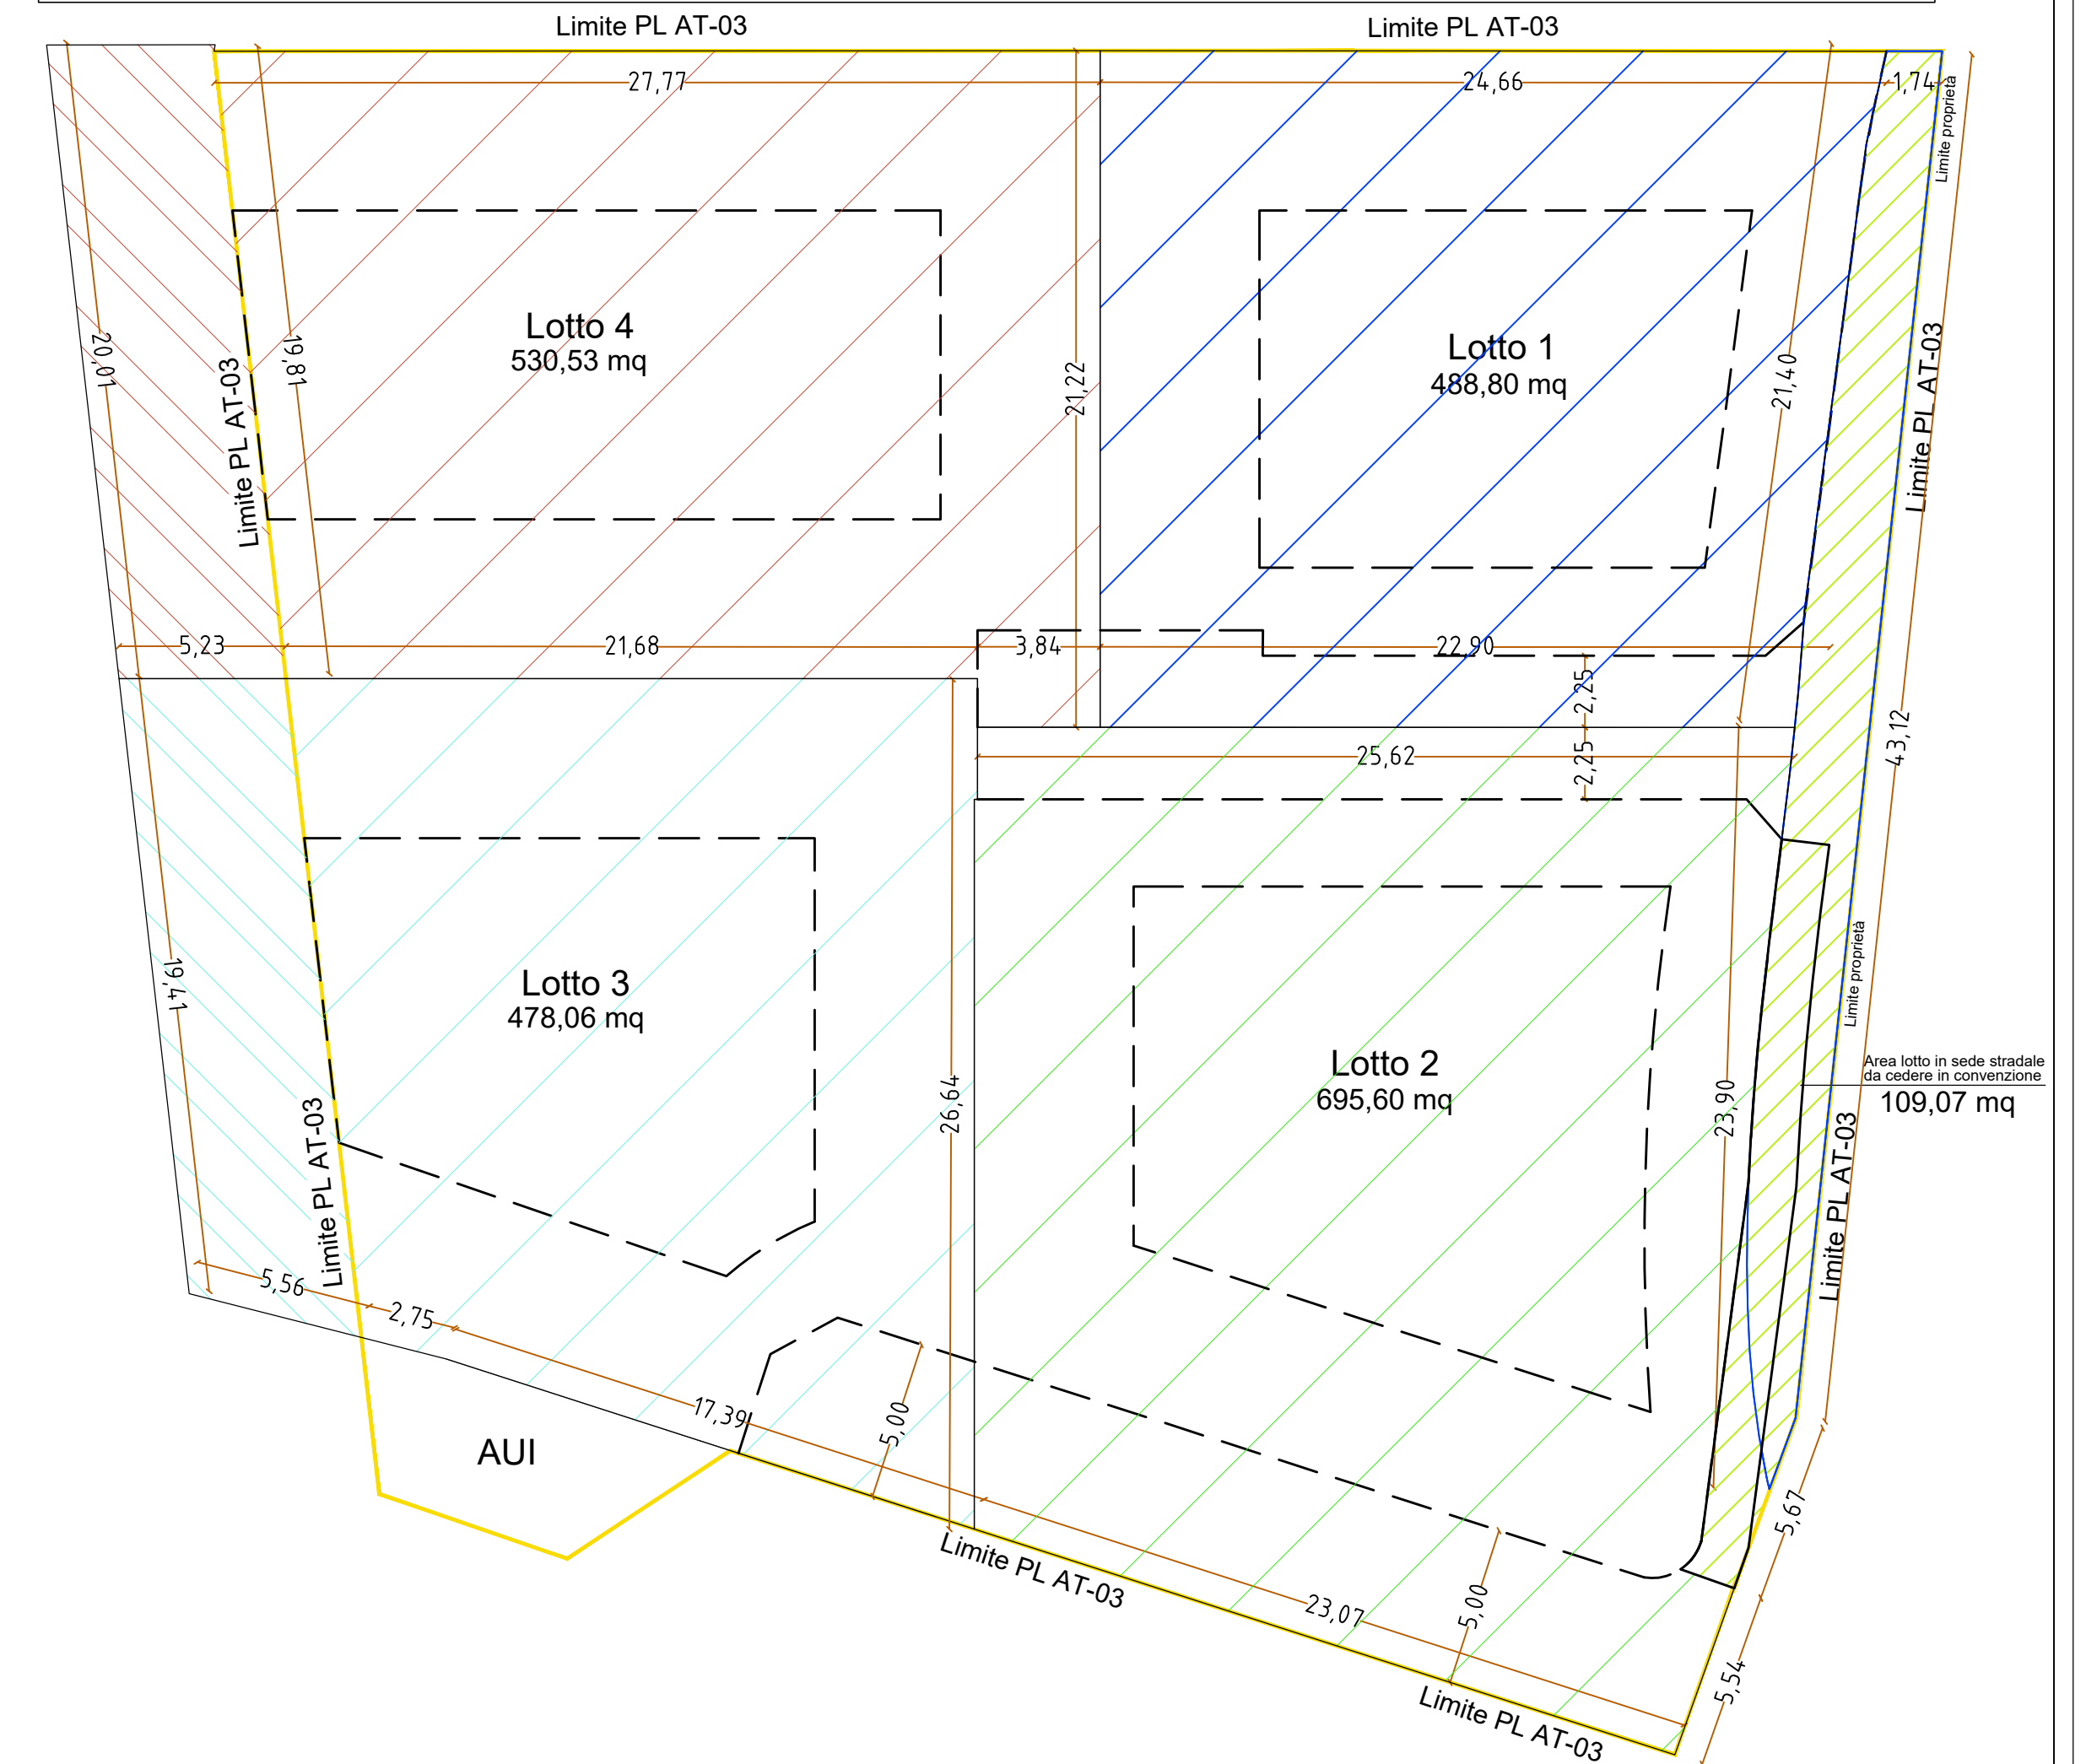 Limite PL AT-03
Limite PL AT-03
27,77
24,66
1,74
Limite proprietà
20,01
19,81
Limite PL AT-03
Lotto 4
530,53 mq
21,22
Lotto 1
488,80 mq
21,40
Limite PL AT-03
5,23
21,68
3,84
22,90
2,25
2,25
25,62
43,12
19,41
Lotto 3
478,06 mq
26,64
Lotto 2
695,60 mq
23,90
Limite proprietà
Area lotto in sede stradale
da cedere in convenzione
109,07 mq
Limite PL AT-03
Limite PL AT-03
5,56
2,75
17,39
5,00
AUI
Limite PL AT-03
23,07
5,00
5,67
5,54
Limite PL AT-03